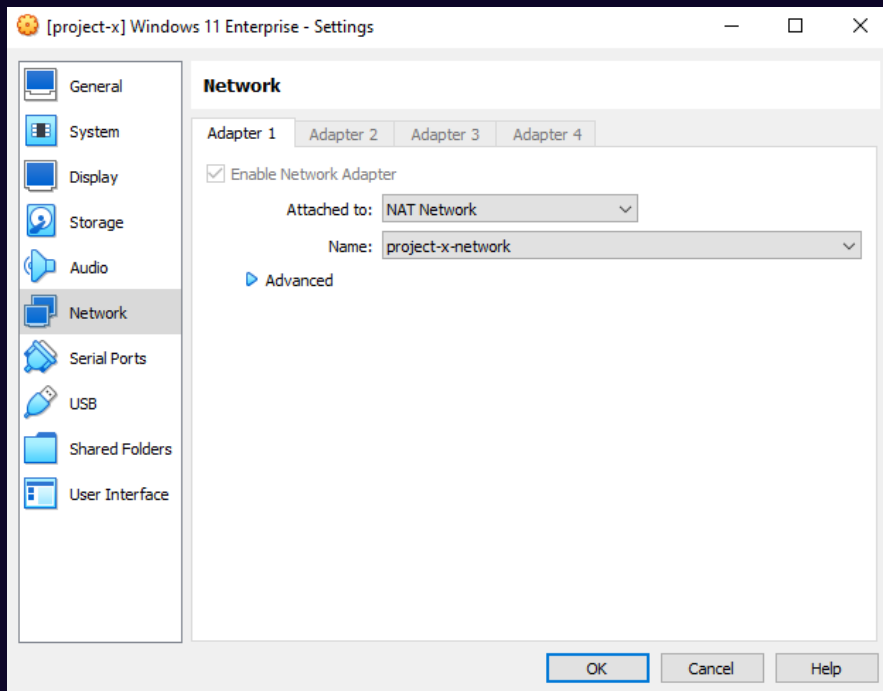 [project-x] Windows 11 Enterprise - Settings
General
System
Display
Storage
Audio
Network
Serial Ports
USB
Shared Folders
User Interface
Network
Adapter 1 Adapter 2 Adapter 3 Adapter 4
Enable Network Adapter
Attached to: NAT Network
Name: project-x-network
Advanced
OK Cancel Help